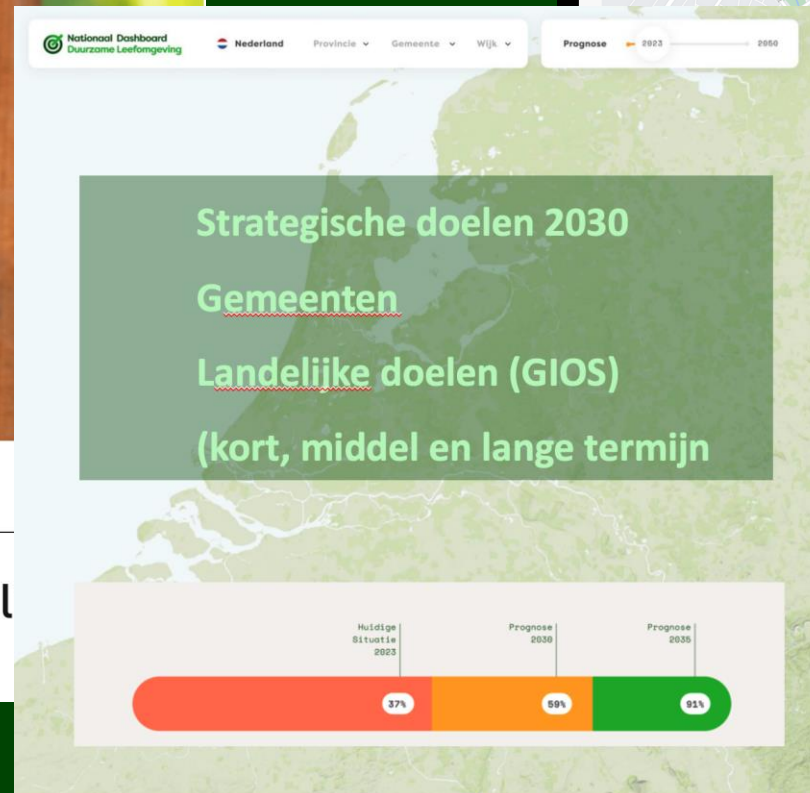 Nationaal Dashboard
Duurzame Leefomgeving
Nederland Provincie Gemeente Wijk
Prognose 2023 2050
Strategische doelen 2030
Gemeenten
Landelijke doelen (GIOS)
(kort, middel en lange termijn
l
Huidige
Situatie
2023
Prognose
2030
Prognose
2035
37% 59% 91%